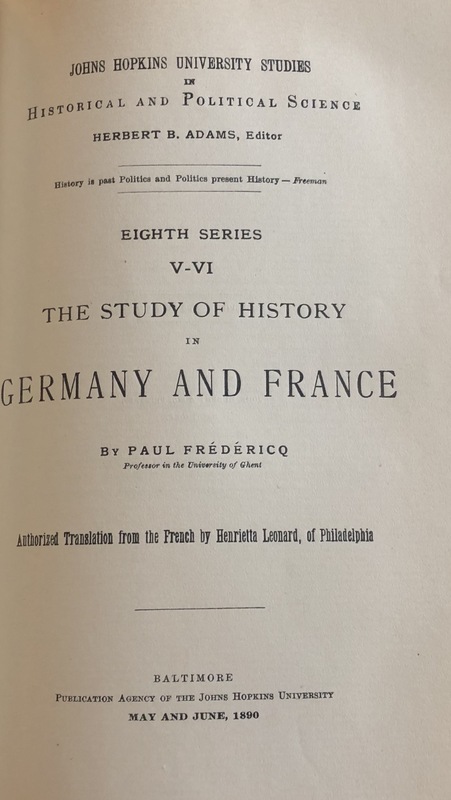 JOHNS HOPKINS UNIVERSITY STUDIES
IN
HISTORICAL AND POLITICAL SCIENCE
HERBERT B. ADAMS, Editor
History is past Politics and Politics present History — Freeman
EIGHTH SERIES
V-VI
THE STUDY OF HISTORY
IN
GERMANY AND FRANCE
BY PAUL FRÉDÉRICQ
Professor in the University of Ghent
Authorized Translation from the French by Henrietta Leonard, of Philadelphia
BALTIMORE
PUBLICATION AGENCY OF THE JOHNS HOPKINS UNIVERSITY
MAY AND JUNE, 1890